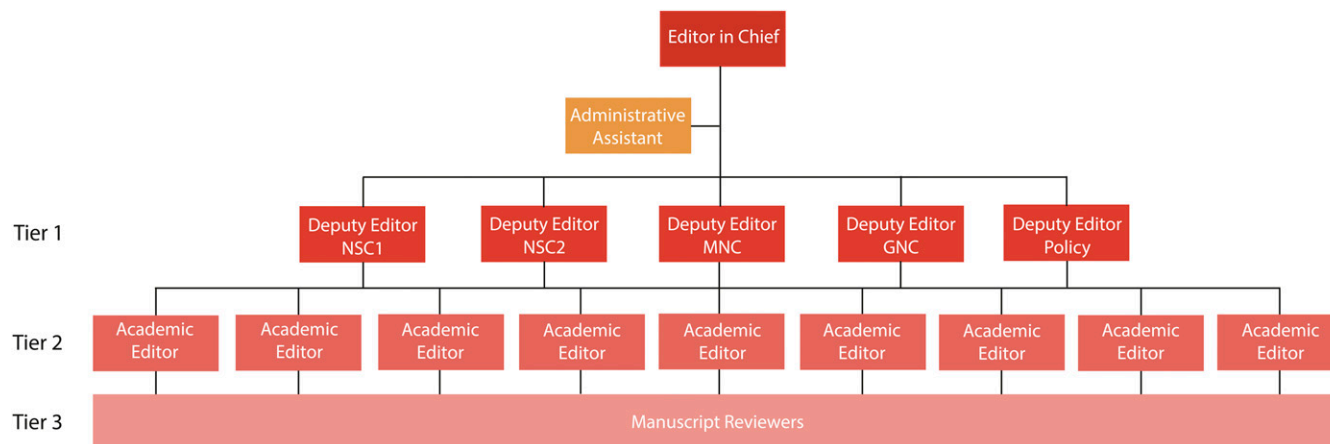 Editor in Chief
Administrative
Assistant
Tier 1
Deputy Editor
NSC1
Deputy Editor
NSC2
Deputy Editor
MNC
Deputy Editor
GNC
Deputy Editor
Policy
Tier 2
Academic
Editor
Academic
Editor
Academic
Editor
Academic
Editor
Academic
Editor
Academic
Editor
Academic
Editor
Academic
Editor
Academic
Editor
Tier 3
Manuscript Reviewers